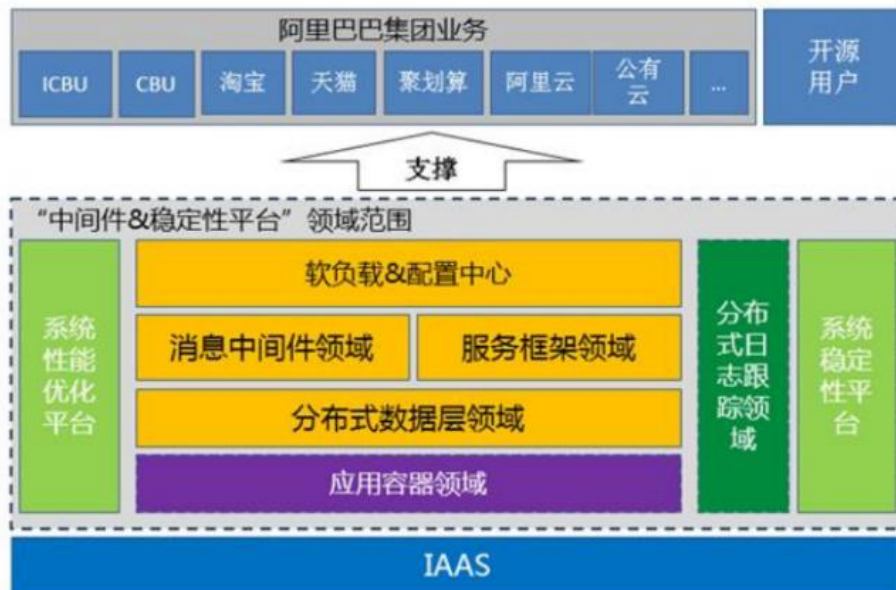 阿里巴巴集团业务
ICBU
CBU
淘宝
天猫
聚划算
阿里云
公有
云
...
开源
用户
支撑
“中间件&稳定性平台”领域范围
系统
性能
优化
平台
软负载&配置中心
消息中间件领域
服务框架领域
分布式数据层领域
应用容器领域
分布
式日
志跟
踪领
域
系统
稳定
性平
台
IAAS